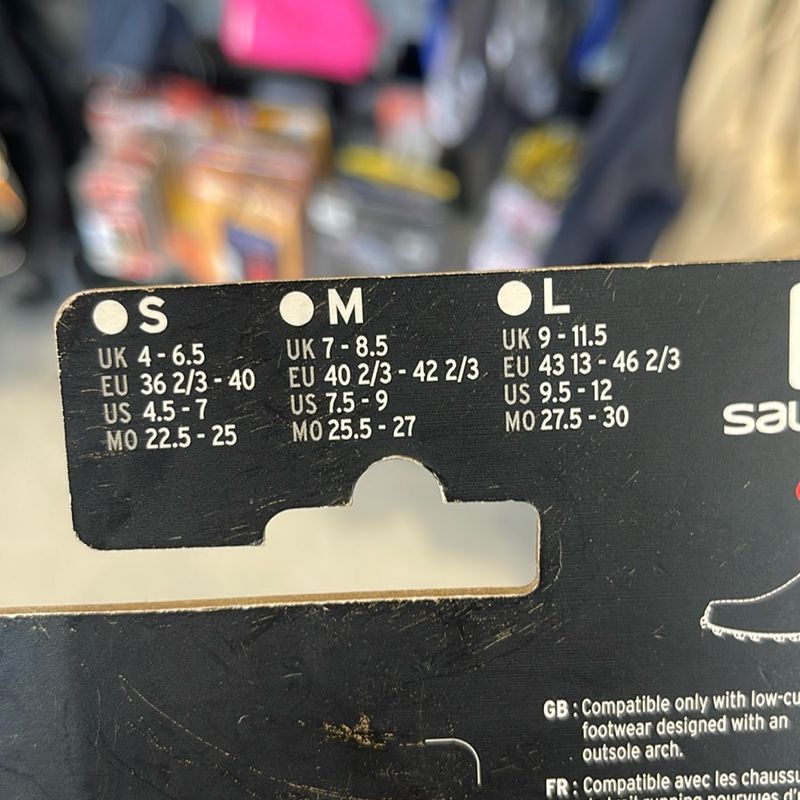 S
UK 4 - 6.5
EU 36 2/3 - 40
US 4.5 - 7
MO 22.5 - 25
M
UK 7 - 8.5
EU 40 2/3 - 42 2/3
US 7.5 - 9
MO 25.5 - 27
L
UK 9 - 11.5
EU 43 13 - 46 2/3
US 9.5 - 12
MO 27.5 - 30
GB : Compatible only with low-cu
footwear designed with an
outsole arch.
FR : Compatible avec les chaussu